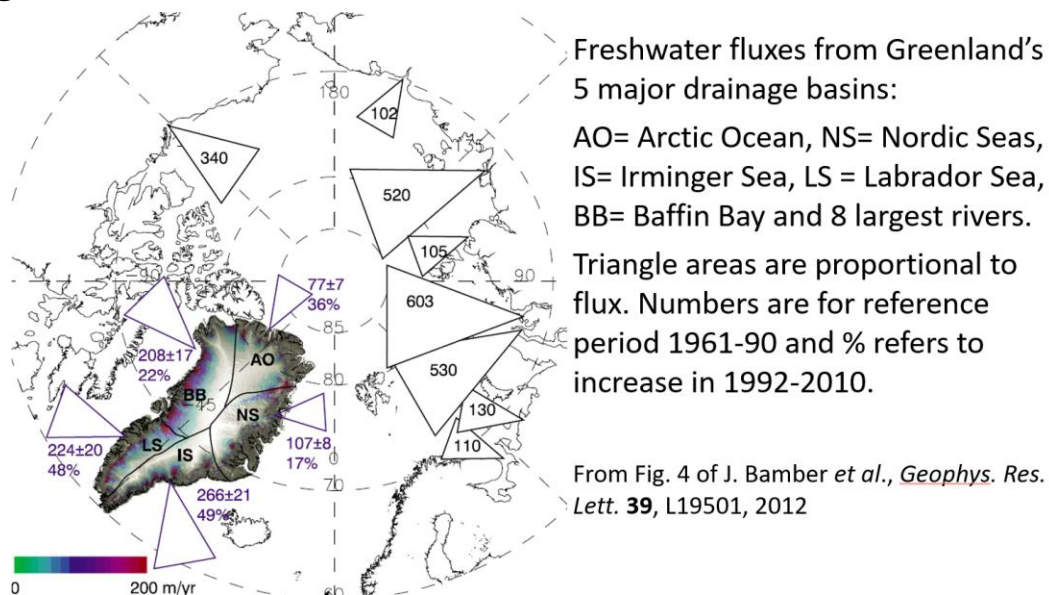 Freshwater fluxes from Greenland's
5 major drainage basins:
AO= Arctic Ocean, NS= Nordic Seas,
IS= Irminger Sea, LS = Labrador Sea,
BB= Baffin Bay and 8 largest rivers.
Triangle areas are proportional to
flux. Numbers are for reference
period 1961-90 and % refers to
increase in 1992-2010.
From Fig. 4 of J. Bamber et al., Geophys. Res.
Lett. 39, L19501, 2012
180
102
340
520
105
90
90
603
77±7
36%
85
208±17
22%
AO
530
80
BB
45
NS
130
107±8
17%
110
LS
IS
224±20
48%
70
266±21
49%
60
0
200 m/yr